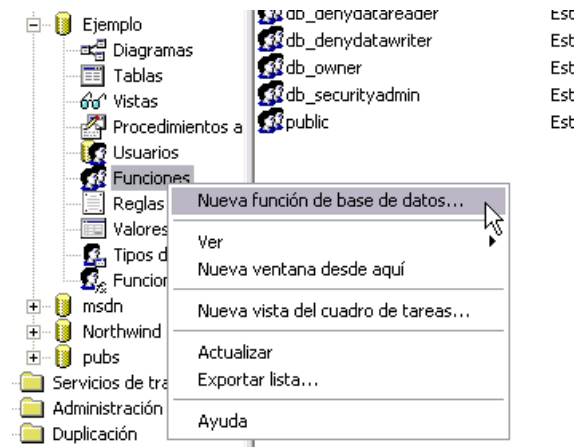 Ejemplo
Diagramas
Tablas
Vistas
Procedimientos a
Usuarios
Funciones
Reglas
Valores
Tipos d
Funcion
msdn
Northwind
pubs
Servicios de tra
Administración
Duplicación
db_denydatareader Est
db_denydatawriter Est
db_owner Est
db_securityadmin Est
public Est
Nueva función de base de datos...
Ver
Nueva ventana desde aquí
Nueva vista del cuadro de tareas...
Actualizar
Exportar lista...
Ayuda